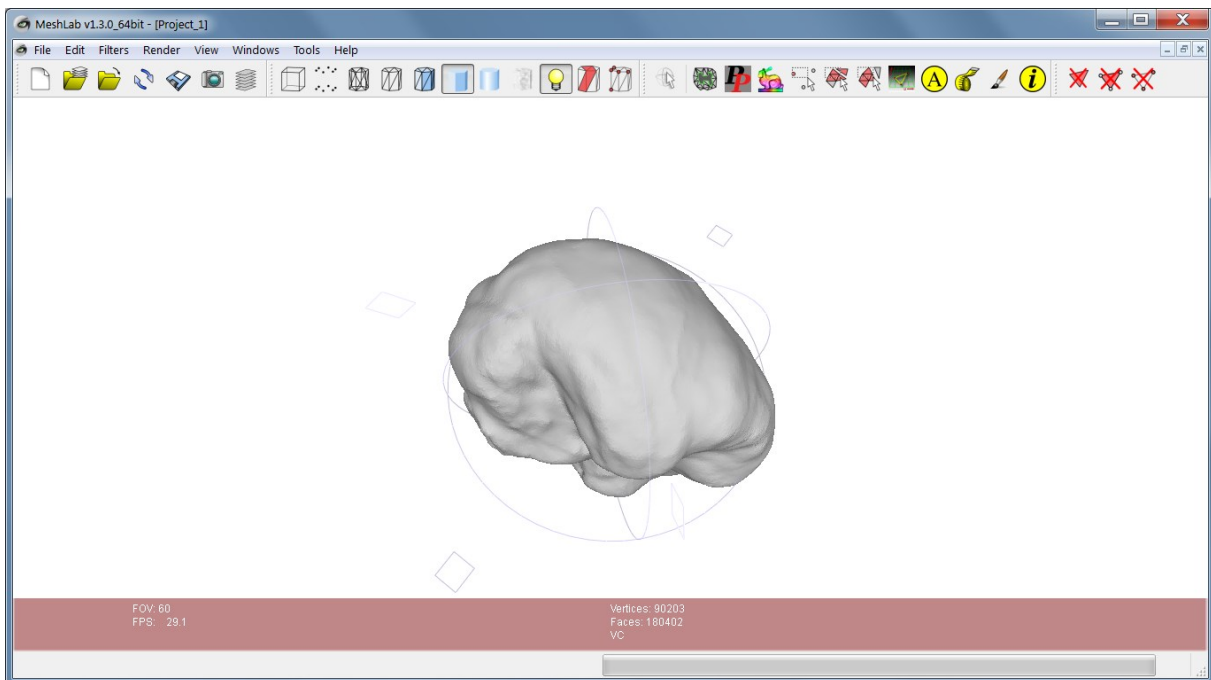 MeshLab v1.3.0_64bit - [Project_1]
File Edit Filters Render View Windows Tools Help
Pp A i
FOV: 60
FPS: 29.1
Vertices: 90203
Faces: 180402
VC